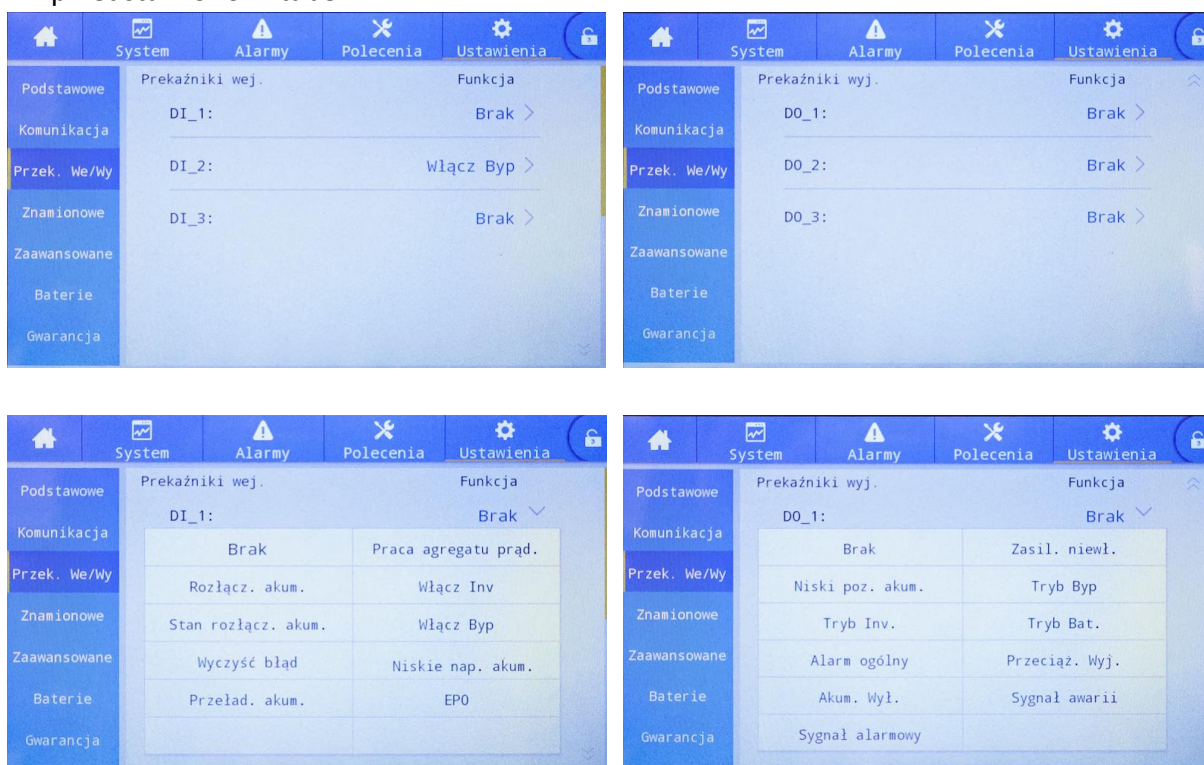 System Alarmy Polecenia Ustawienia
Podstawowe
Komunikacja
Przek. We/Wy
Znamionowe
Zaawansowane
Baterie
Gwarancja
Prekaźniki wej. Funkcja
DI_1: Brak >
DI_2: Włącz Byp >
DI_3: Brak >
System Alarmy Polecenia Ustawienia
Podstawowe
Komunikacja
Przek. We/Wy
Znamionowe
Zaawansowane
Baterie
Gwarancja
Prekaźniki wyj. Funkcja
DO_1: Brak >
DO_2: Brak >
DO_3: Brak >
System Alarmy Polecenia Ustawienia
Podstawowe
Komunikacja
Przek. We/Wy
Znamionowe
Zaawansowane
Baterie
Gwarancja
Prekaźniki wej. Funkcja
DI_1: Brak
Brak Praca agregatu prąd.
Rozłącz. akum. Włącz Inv
Stan rozłącz. akum. Włącz Byp
Wyczyść błąd Niskie nap. akum.
Przeład. akum. EPO
System Alarmy Polecenia Ustawienia
Podstawowe
Komunikacja
Przek. We/Wy
Znamionowe
Zaawansowane
Baterie
Gwarancja
Prekaźniki wyj. Funkcja
DO_1: Brak
Brak Zasil. niewł.
Niski poz. akum. Tryb Byp
Tryb Inv. Tryb Bat.
Alarm ogólny Przeciąż. Wyj.
Akum. Wył. Sygnał awarii
Sygnał alarmowy